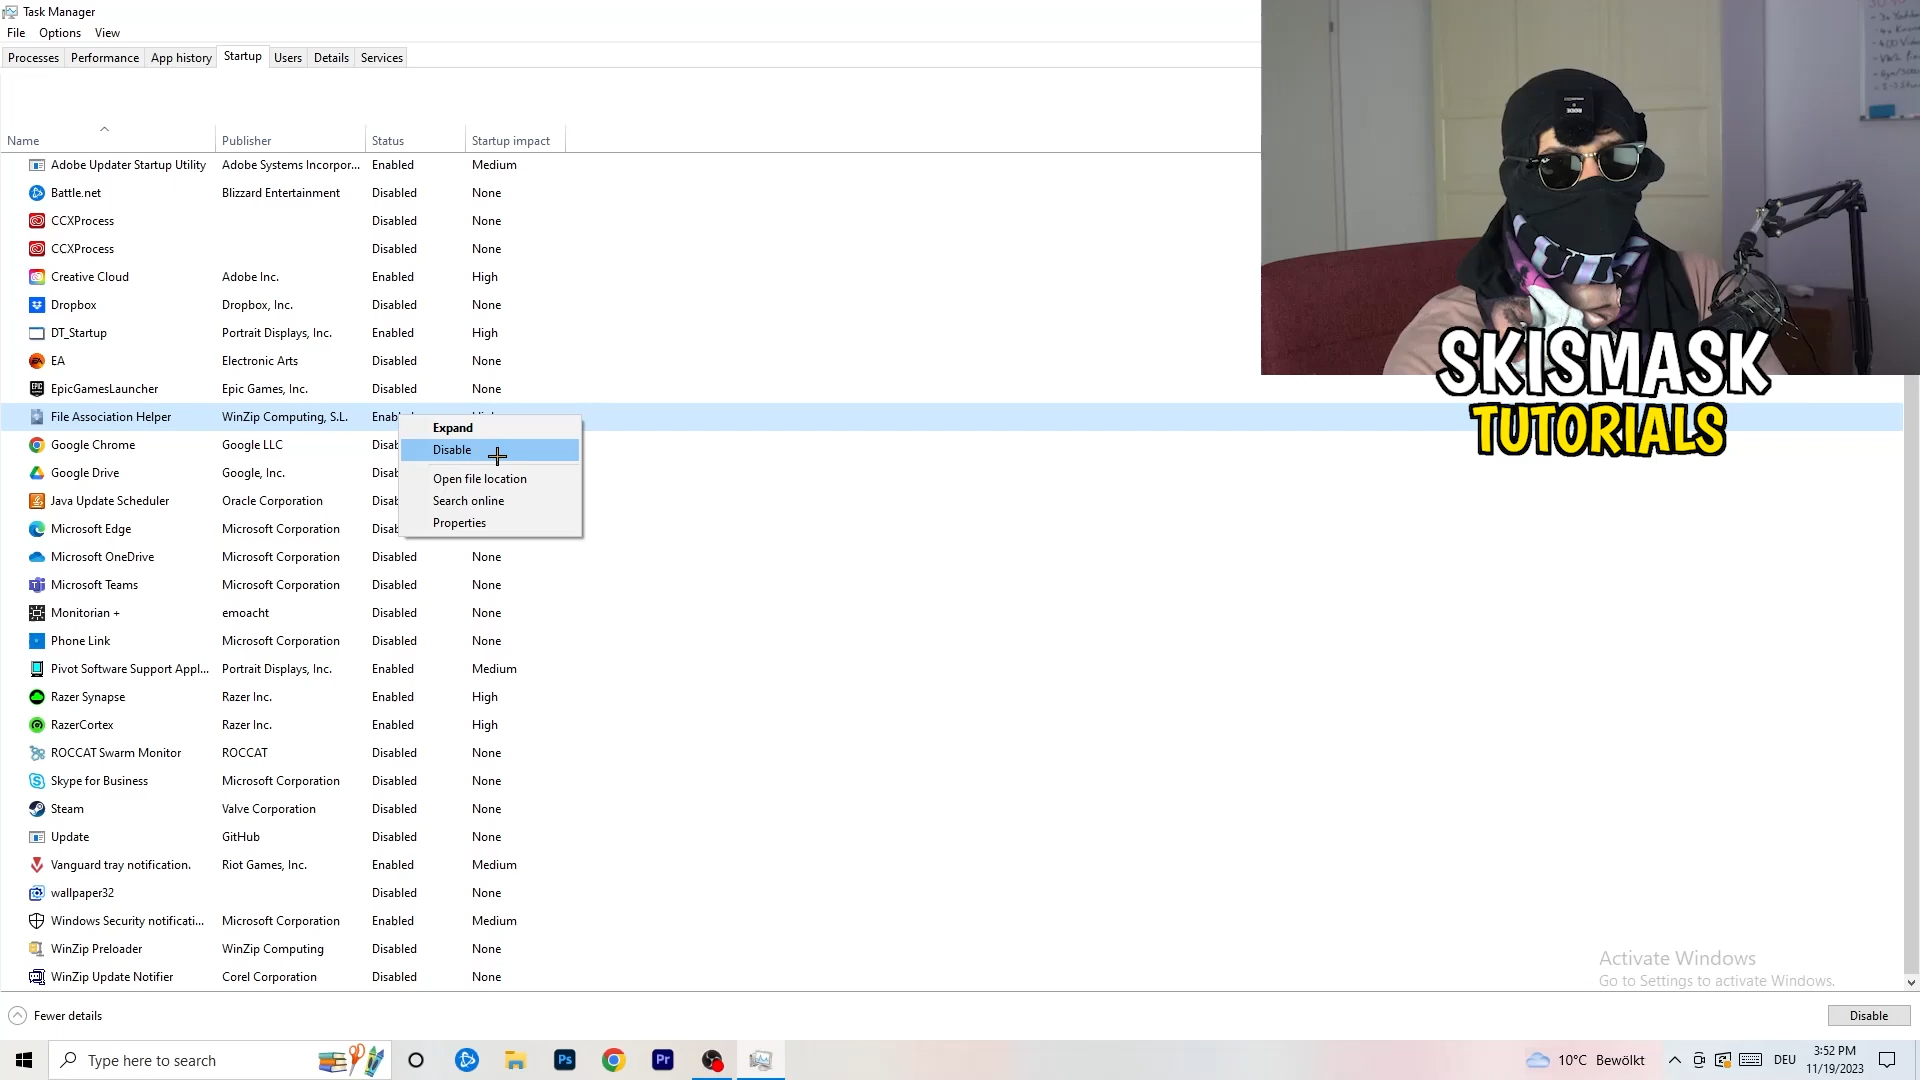 Task Manager
File Options View
Processes Performance App history Startup Users Details Services
Name Publisher Status Startup impact
Adobe Updater Startup Utility Adobe Systems Incorpor... Enabled Medium
Battle.net Blizzard Entertainment Disabled None
CCXProcess Disabled None
CCXProcess Disabled None
Creative Cloud Adobe Inc. Enabled High
Dropbox Dropbox, Inc. Disabled None
DT_Startup Portrait Displays, Inc. Enabled High
EA Electronic Arts Disabled None
EpicGamesLauncher Epic Games, Inc. Disabled None
File Association Helper WinZip Computing, S.L.
Google Chrome Google LLC
Google Drive Google, Inc.
Java Update Scheduler Oracle Corporation
Microsoft Edge Microsoft Corporation
Expand
Disable
Open file location
Search online
Properties
Microsoft OneDrive Microsoft Corporation Disabled None
Microsoft Teams Microsoft Corporation Disabled None
Monitorian + emoacht Disabled None
Phone Link Microsoft Corporation Disabled None
Pivot Software Support Appl... Portrait Displays, Inc. Enabled Medium
Razer Synapse Razer Inc. Enabled High
RazerCortex Razer Inc. Enabled High
ROCCAT Swarm Monitor ROCCAT Disabled None
Skype for Business Microsoft Corporation Disabled None
Steam Valve Corporation Disabled None
Update GitHub Disabled None
Vanguard tray notification. Riot Games, Inc. Enabled Medium
wallpaper32 Disabled None
Windows Security notificati... Microsoft Corporation Enabled Medium
WinZip Preloader WinZip Computing Disabled None
WinZip Update Notifier Corel Corporation Disabled None
SKISMASK
TUTORIALS
Activate Windows
Go to Settings to activate Windows.
Fewer details
Disable
Type here to search
Ps
Pr
10°C Bewölkt
DEU
3:52 PM
11/19/2023